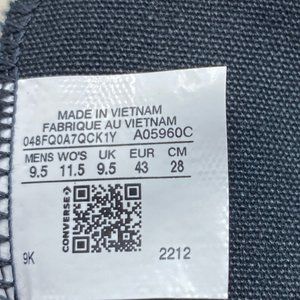 MADE IN VIETNAM
FABRIQUE AU VIETNAM
048FQ0A7QCK1Y A05960C
MENS WO'S UK EUR CM
9.5 11.5 9.5 43 28
CONVERSE
9K 2212